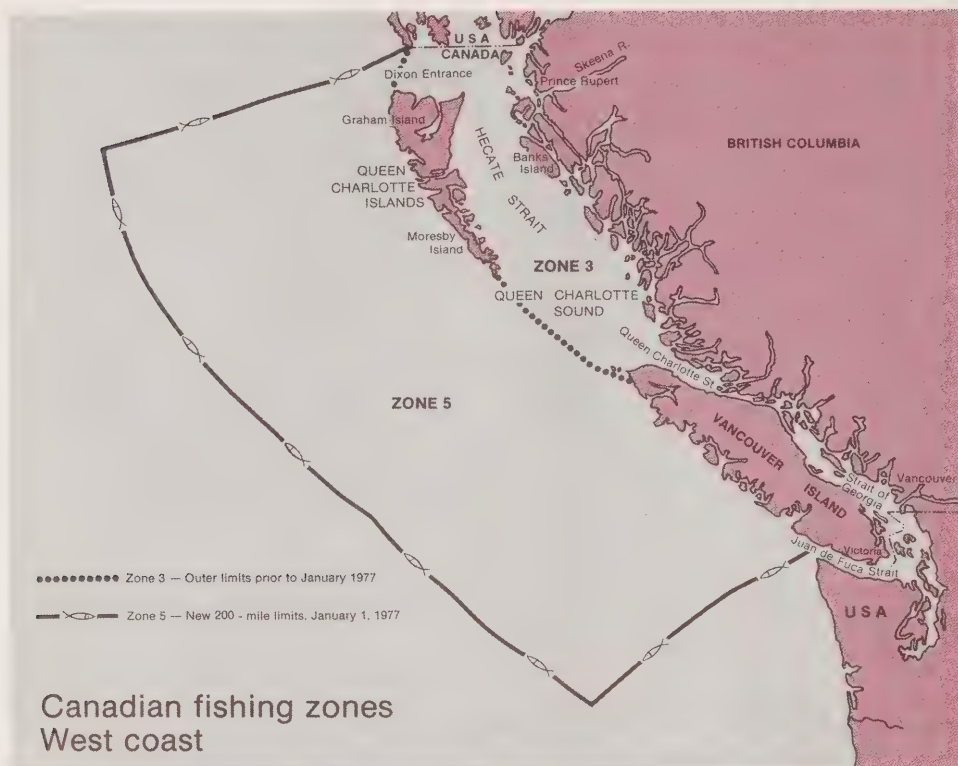 USA
CANADA
Dixon Entrance
Skeena R.
Prince Rupert
Graham Island
HECATE STRAIT
Banks
Island
BRITISH COLUMBIA
QUEEN
CHARLOTTE
ISLANDS
Moresby
Island
ZONE 3
QUEEN CHARLOTTE
SOUND
Queen Charlotte St
ZONE 5
VANCOUVER
ISLAND
Strait of
Georgia
Vancouver
Victoria
Juan de Fuca Strait
USA
Zone 3 — Outer limits prior to January 1977
Zone 5 — New 200 - mile limits. January 1, 1977
Canadian fishing zones
West coast